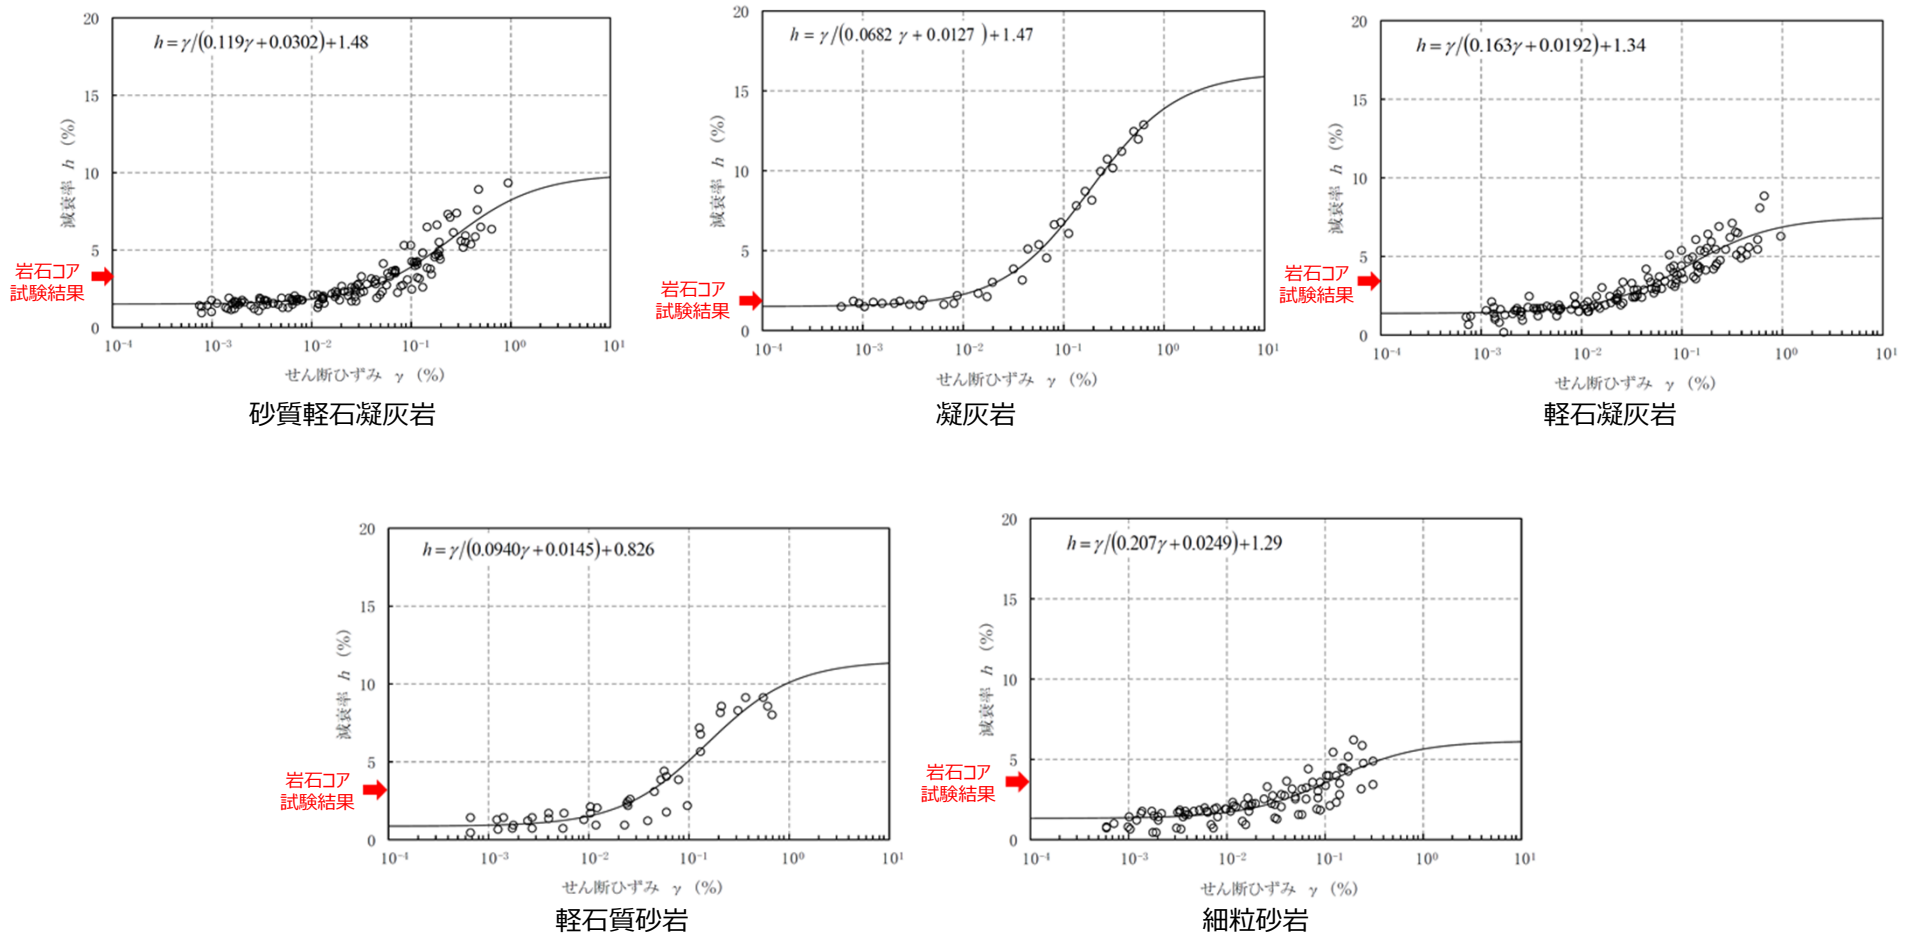 20
15
10
5
0
h=γ/(0.119γ+0.0302)+1.48
減衰率 h (%)
岩石コア
試験結果
10⁻⁴ 10⁻³ 10⁻² 10⁻¹ 10⁰ 10¹
せん断ひずみ γ (%)
砂質軽石凝灰岩
20
15
10
5
0
h=γ/(0.0682 γ+0.0127 )+1.47
減衰率 h (%)
岩石コア
試験結果
10⁻⁴ 10⁻³ 10⁻² 10⁻¹ 10⁰ 10¹
せん断ひずみ γ (%)
凝灰岩
20
15
10
5
0
h=γ/(0.163γ+0.0192)+1.34
減衰率 h (%)
岩石コア
試験結果
10⁻⁴ 10⁻³ 10⁻² 10⁻¹ 10⁰ 10¹
せん断ひずみ γ (%)
軽石凝灰岩
20
15
10
5
0
h=γ/(0.0940γ+0.0145)+0.826
減衰率 h (%)
岩石コア
試験結果
10⁻⁴ 10⁻³ 10⁻² 10⁻¹ 10⁰ 10¹
せん断ひずみ γ (%)
軽石質砂岩
20
15
10
5
0
h=γ/(0.207γ+0.0249)+1.29
減衰率 h (%)
岩石コア
試験結果
10⁻⁴ 10⁻³ 10⁻² 10⁻¹ 10⁰ 10¹
せん断ひずみ γ (%)
細粒砂岩